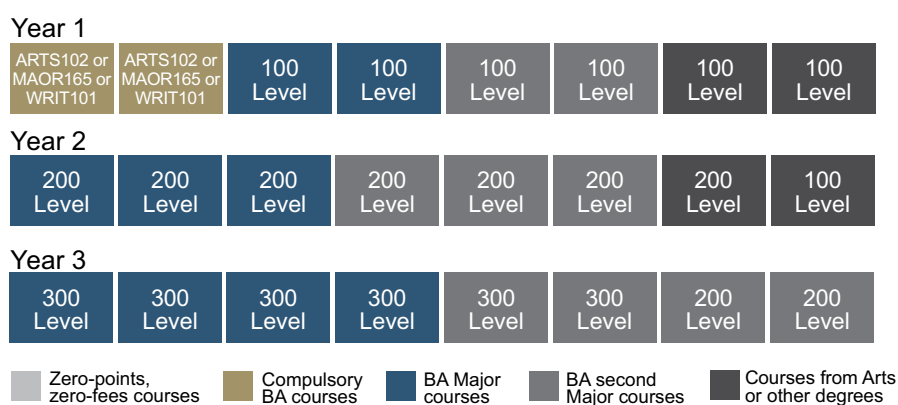 Year 1
ARTS102 or
MAOR165 or
WRIT101
ARTS102 or
MAOR165 or
WRIT101
100
Level
100
Level
100
Level
100
Level
100
Level
100
Level
Year 2
200
Level
200
Level
200
Level
200
Level
200
Level
200
Level
200
Level
100
Level
Year 3
300
Level
300
Level
300
Level
300
Level
300
Level
300
Level
200
Level
200
Level
Zero-points,
zero-fees courses
Compulsory
BA courses
BA Major
courses
BA second
Major courses
Courses from Arts
or other degrees